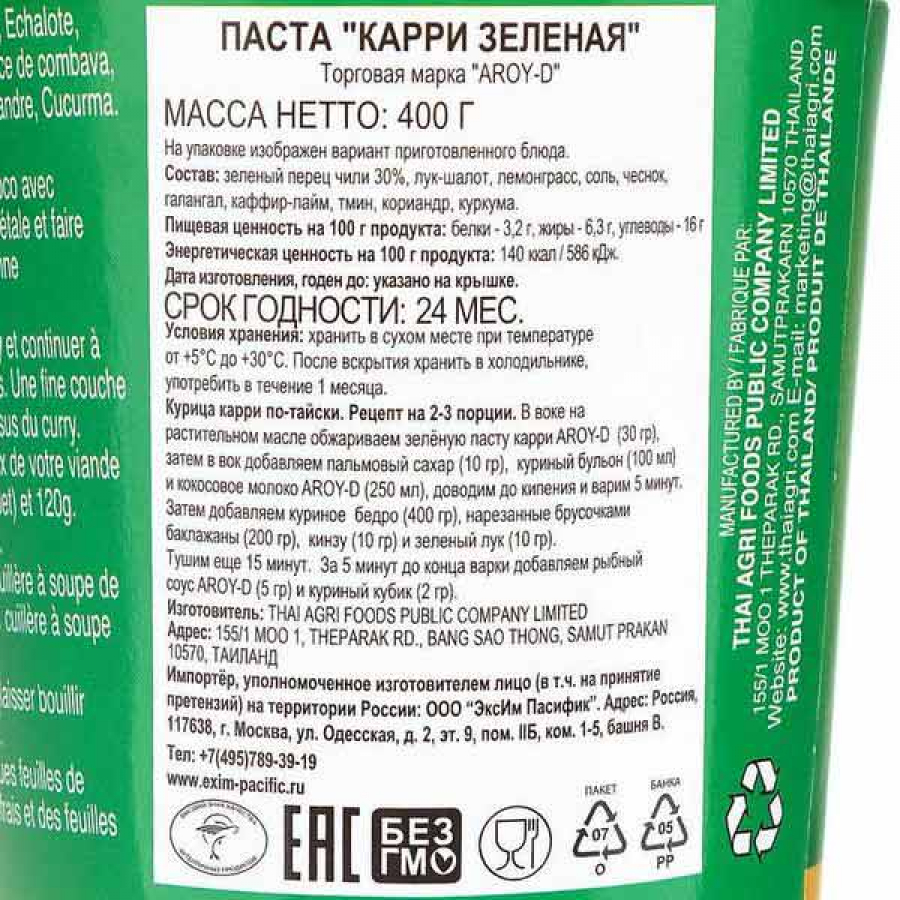 , Echalote,
ce de combava,
andre, Cucurma.
oco avec
étale et faire
et continuer à
. Une fine couche
sus du curry.
x de votre viande
et) et 120g.
uillère à soupe de
cuillère à soupe
laisser bouillir
ues feuilles de
frais et des feuilles
ПАСТА "КАРРИ ЗЕЛЕНАЯ"
Торговая марка "AROY-D"
МАССА НЕТТО: 400 Г
На упаковке изображен вариант приготовленного блюда.
Состав: зеленый перец чили 30%, лук-шалот, лемонграсс, соль, чеснок,
галангал, каффир-лайм, тмин, кориандр, куркума.
Пищевая ценность на 100 г продукта: белки - 3,2 г, жиры - 6,3 г, углеводы - 16 г
Энергетическая ценность на 100 г продукта: 140 ккал / 586 кДж.
Дата изготовления, годен до: указано на крышке.
СРОК ГОДНОСТИ: 24 МЕС.
Условия хранения: хранить в сухом месте при температуре
от +5°C до +30°C. После вскрытия хранить в холодильнике,
употребить в течение 1 месяца.
Курица карри по-тайски. Рецепт на 2-3 порции. В воке на
растительном масле обжариваем зелёную пасту карри AROY-D (30 гр),
затем в вок добавляем пальмовый сахар (10 гр), куриный бульон (100 мл)
и кокосовое молоко AROY-D (250 мл), доводим до кипения и варим 5 минут.
Затем добавляем куриное бедро (400 гр), нарезанные брусочками
баклажаны (200 гр), кинзу (10 гр) и зеленый лук (10 гр).
Тушим еще 15 минут. За 5 минут до конца варки добавляем рыбный
соус AROY-D (5 гр) и куриный кубик (2 гр).
Изготовитель: THAI AGRI FOODS PUBLIC COMPANY LIMITED
Адрес: 155/1 MOO 1, THEPARAK RD., BANG SAO THONG, SAMUT PRAKAN
10570, ТАИЛАНД
Импортёр, уполномоченное изготовителем лицо (в т.ч. на принятие
претензий) на территории России: ООО "ЭксИм Пасифик". Адрес: Россия,
117638, г. Москва, ул. Одесская, д. 2, эт. 9, пом. IIБ, ком. 1-5, башня В.
Тел: +7(495)789-39-19
www.exim-pacific.ru
EAC
БЕЗ
ГМО
ПАКЕТ
07
O
БАНКА
05
PP
MANUFACTURED BY / FABRIQUE PAR:
THAI AGRI FOODS PUBLIC COMPANY LIMITED
155/1 MOO 1 THEPARAK RD., SAMUTPRAKARN 10570 THAILAND
Website: www.thaiagri.com E-mail: marketing@thaiagri.com
PRODUCT OF THAILAND/ PRODUIT DE THAILANDE